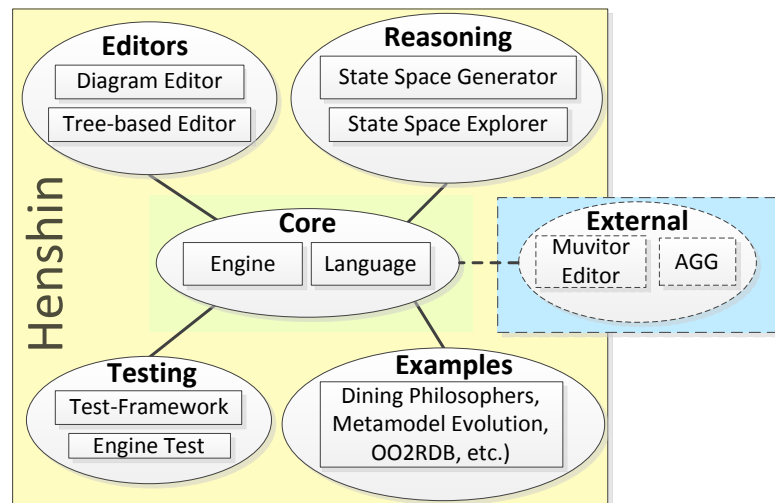 Henshin
Editors
Diagram Editor
Tree-based Editor
Reasoning
State Space Generator
State Space Explorer
Core
Engine
Language
External
Muvitor
Editor
AGG
Testing
Test-Framework
Engine Test
Examples
Dining Philosophers,
Metamodel Evolution,
OO2RDB, etc.)